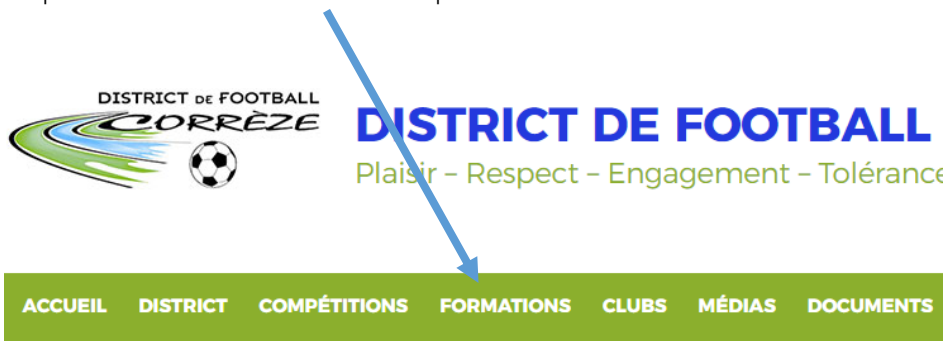 DISTRICT DE FOOTBALL
CORRÈZE
DISTRICT DE FOOTBALL
Plaisir – Respect – Engagement – Tolérance
ACCUEIL DISTRICT COMPÉTITIONS FORMATIONS CLUBS MÉDIAS DOCUMENTS